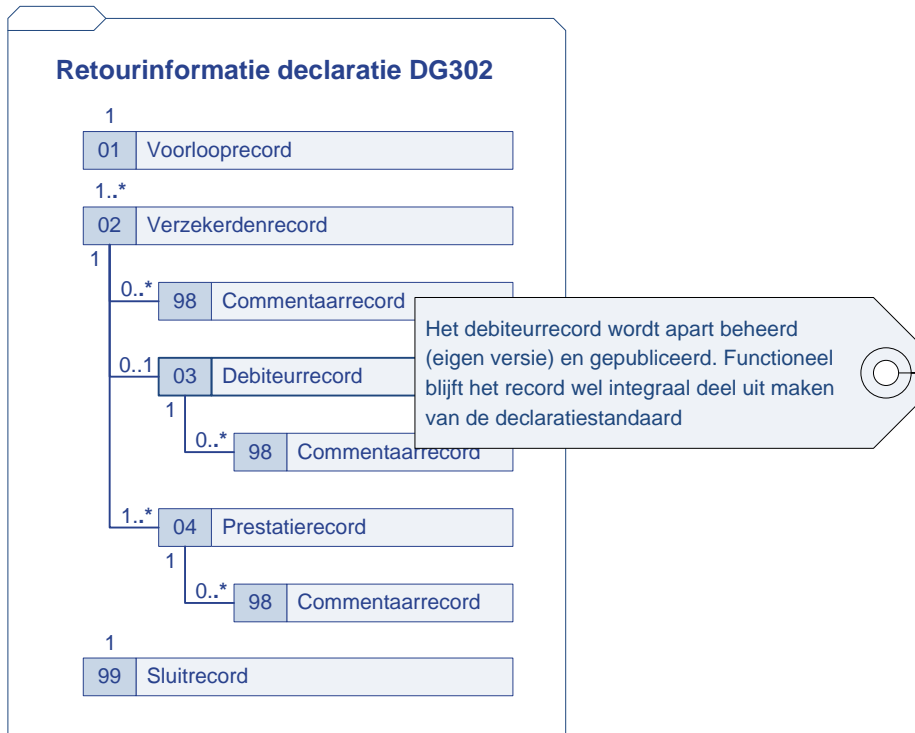 Retourinformatie declaratie DG302
1
01 Voorlooprecord
1..*
02 Verzekerdenrecord
1
0..* 98 Commentaarrecord
Het debiteurrecord wordt apart beheerd
(eigen versie) en gepubliceerd. Functioneel
blijft het record wel integraal deel uit maken
van de declaratiestandaard
0..1 03 Debiteurrecord
1
0..* 98 Commentaarrecord
1..* 04 Prestatierecord
1
0..* 98 Commentaarrecord
1
99 Sluitrecord